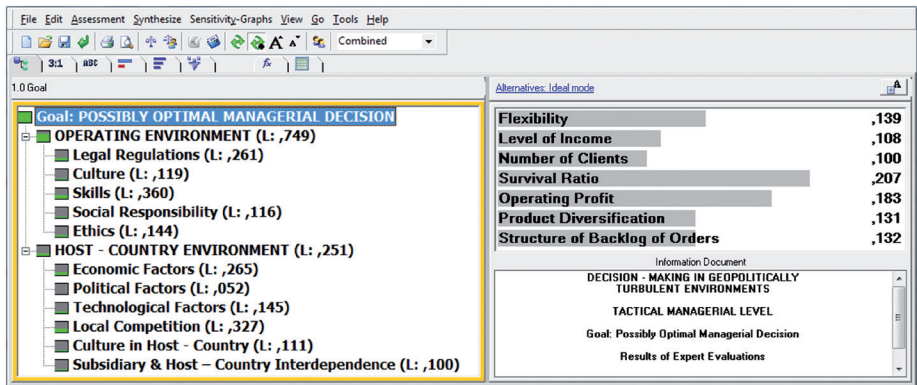 File Edit Assessment Synthesize Sensitivity-Graphs View Go Tools Help
Combined
3:1 ABC
1.0 Goal
Goal: POSSIBLY OPTIMAL MANAGERIAL DECISION
OPERATING ENVIRONMENT (L: ,749)
Legal Regulations (L: ,261)
Culture (L: ,119)
Skills (L: ,360)
Social Responsibility (L: ,116)
Ethics (L: ,144)
HOST - COUNTRY ENVIRONMENT (L: ,251)
Economic Factors (L: ,265)
Political Factors (L: ,052)
Technological Factors (L: ,145)
Local Competition (L: ,327)
Culture in Host - Country (L: ,111)
Subsidiary & Host – Country Interdependence (L: ,100)
Alternatives: Ideal mode
Flexibility ,139
Level of Income ,108
Number of Clients ,100
Survival Ratio ,207
Operating Profit ,183
Product Diversification ,131
Structure of Backlog of Orders ,132
Information Document
DECISION - MAKING IN GEOPOLITICALLY
TURBULENT ENVIRONMENTS
TACTICAL MANAGERIAL LEVEL
Goal: Possibly Optimal Managerial Decision
Results of Expert Evaluations